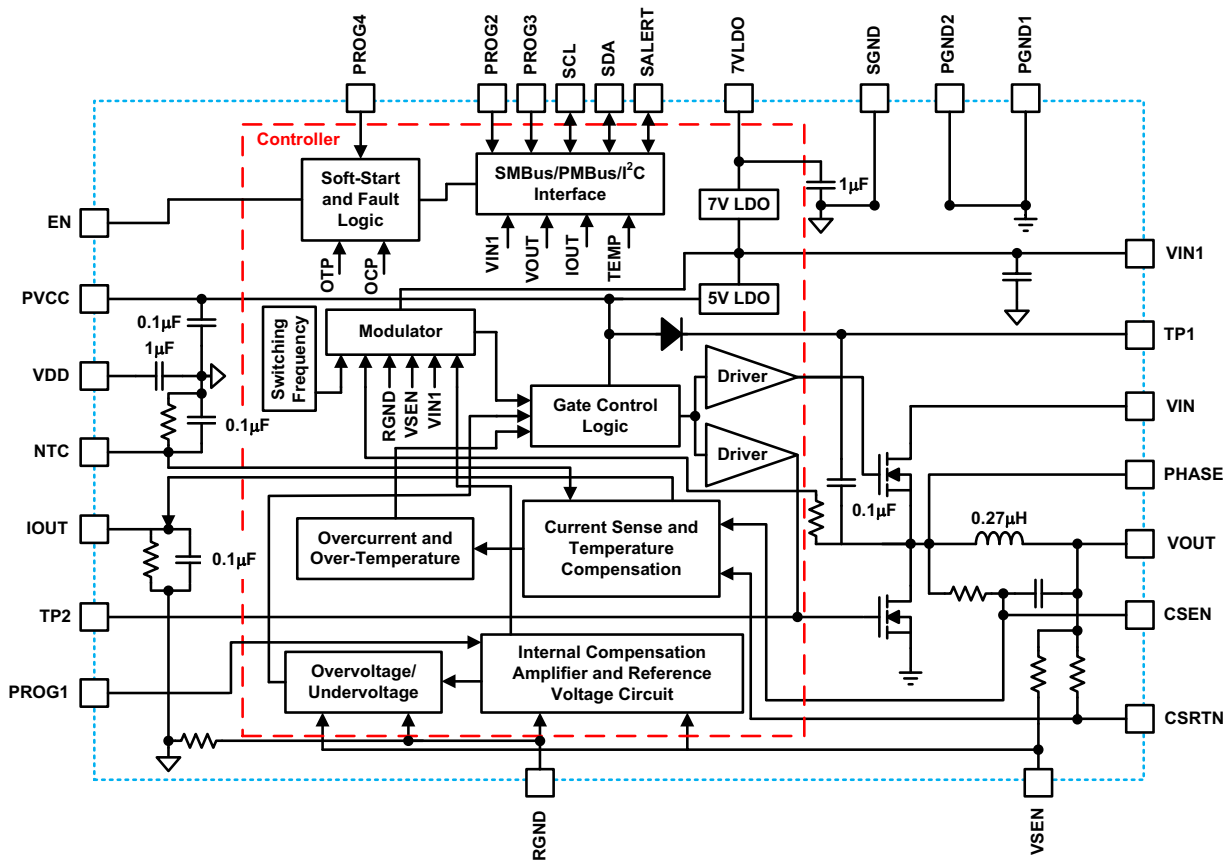 PROG4
PROG2
PROG3
SCL
SDA
SALERT
7VLDO
SGND
PGND2
PGND1
Controller
Soft-Start
and Fault
Logic
SMBus/PMBus/I²C
Interface
1µF
7V LDO
EN
VIN1
VOUT
IOUT
TEMP
OTP
OCP
VIN1
PVCC
5V LDO
0.1µF
Switching
Frequency
Modulator
TP1
1µF
VDD
Driver
RGND
VSEN
VIN1
Gate Control
Logic
VIN
0.1µF
NTC
Driver
PHASE
0.1µF
0.27µH
IOUT
Overcurrent and
Over-Temperature
Current Sense and
Temperature
Compensation
VOUT
0.1µF
TP2
CSEN
Internal Compensation
Amplifier and Reference
Voltage Circuit
Overvoltage/
Undervoltage
PROG1
CSRTN
RGND
VSEN